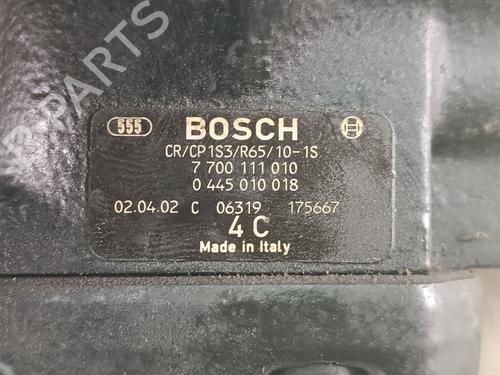 PARTS
555 BOSCH
CR/CP1S3/R65/10-1S
7 700 111 010
0 445 010 018
02.04.02 C 06319 175667
4 C
Made in Italy